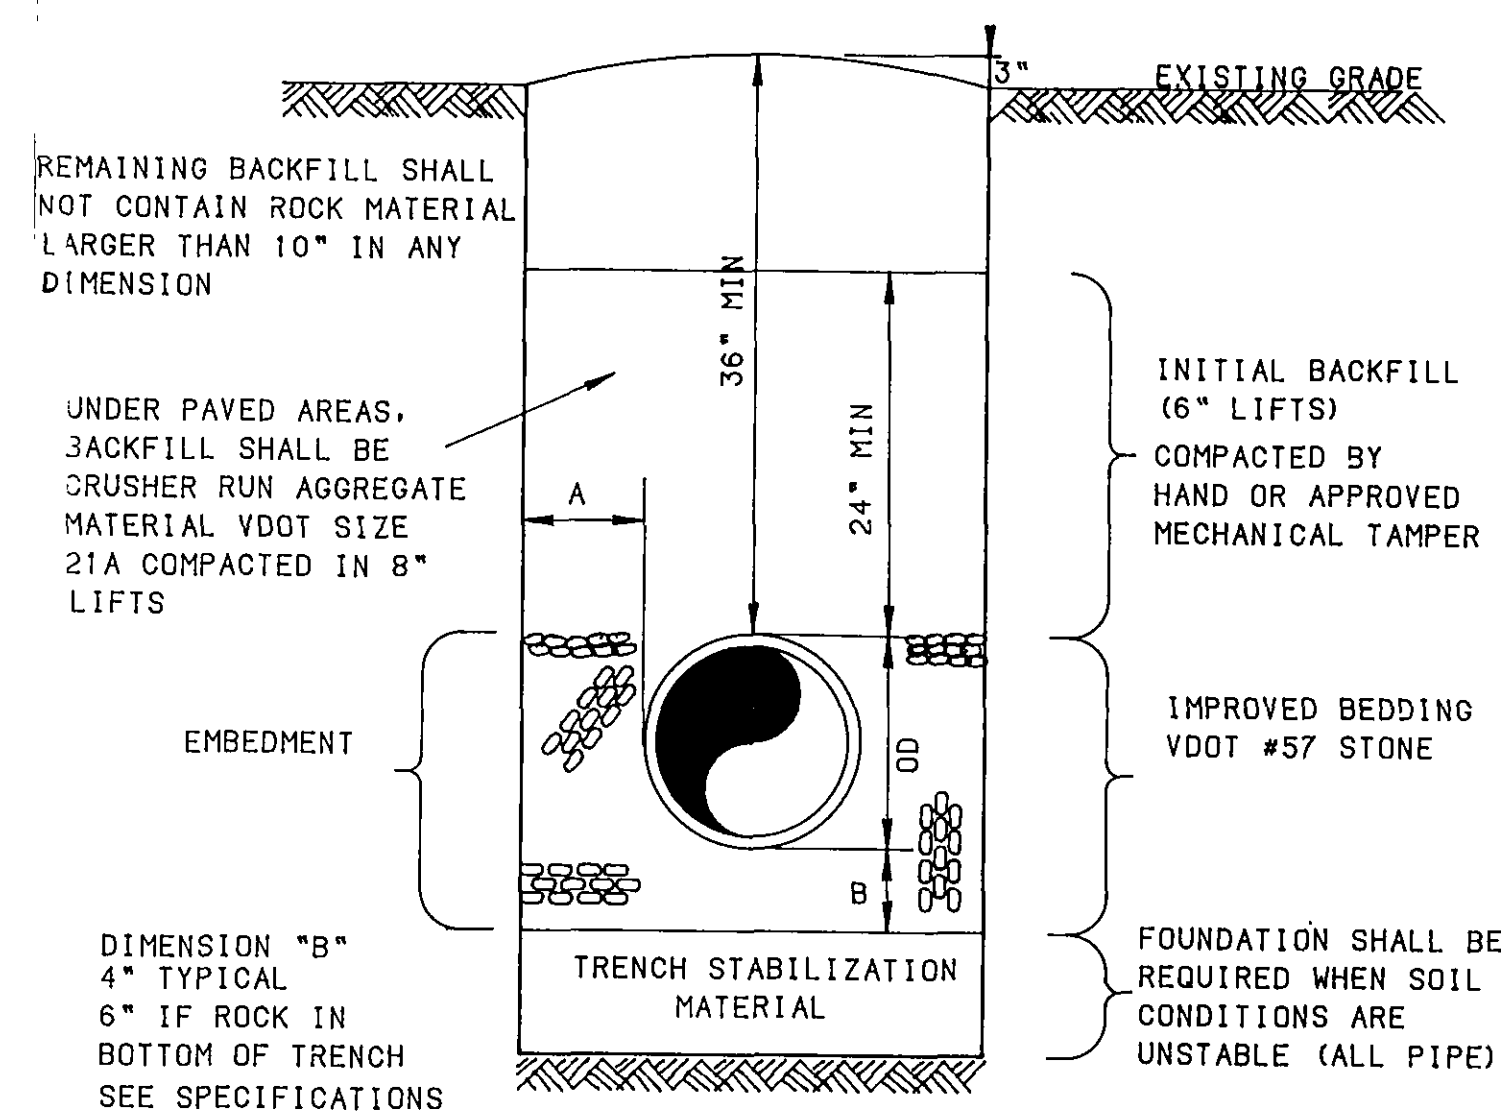 3"
EXISTING GRADE
REMAINING BACKFILL SHALL
NOT CONTAIN ROCK MATERIAL
LARGER THAN 10" IN ANY
DIMENSION
36" MIN
UNDER PAVED AREAS,
BACKFILL SHALL BE
CRUSHER RUN AGGREGATE
MATERIAL VDOT SIZE
21A COMPACTED IN 8"
LIFTS
A
24" MIN
INITIAL BACKFILL
(6" LIFTS)
COMPACTED BY
HAND OR APPROVED
MECHANICAL TAMPER
EMBEDMENT
OD
IMPROVED BEDDING
VDOT #57 STONE
B
DIMENSION "B"
4" TYPICAL
6" IF ROCK IN
BOTTOM OF TRENCH
SEE SPECIFICATIONS
TRENCH STABILIZATION
MATERIAL
FOUNDATION SHALL BE
REQUIRED WHEN SOIL
CONDITIONS ARE
UNSTABLE (ALL PIPE)